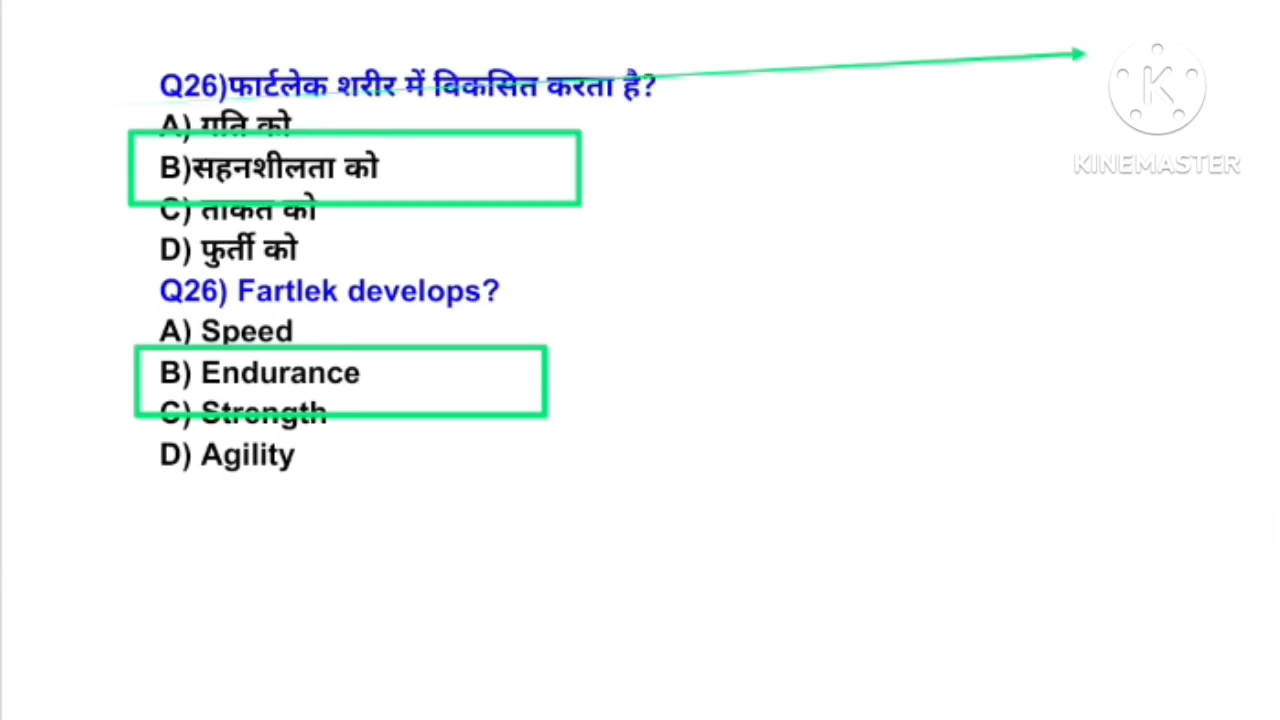 Q26)फार्टलेक शरीर में विकसित करता है?
A) गति को
B)सहनशीलता को
C) ताकत को
D) फुर्ती को
Q26) Fartlek develops?
A) Speed
B) Endurance
C) Strength
D) Agility
K
KINEMASTER